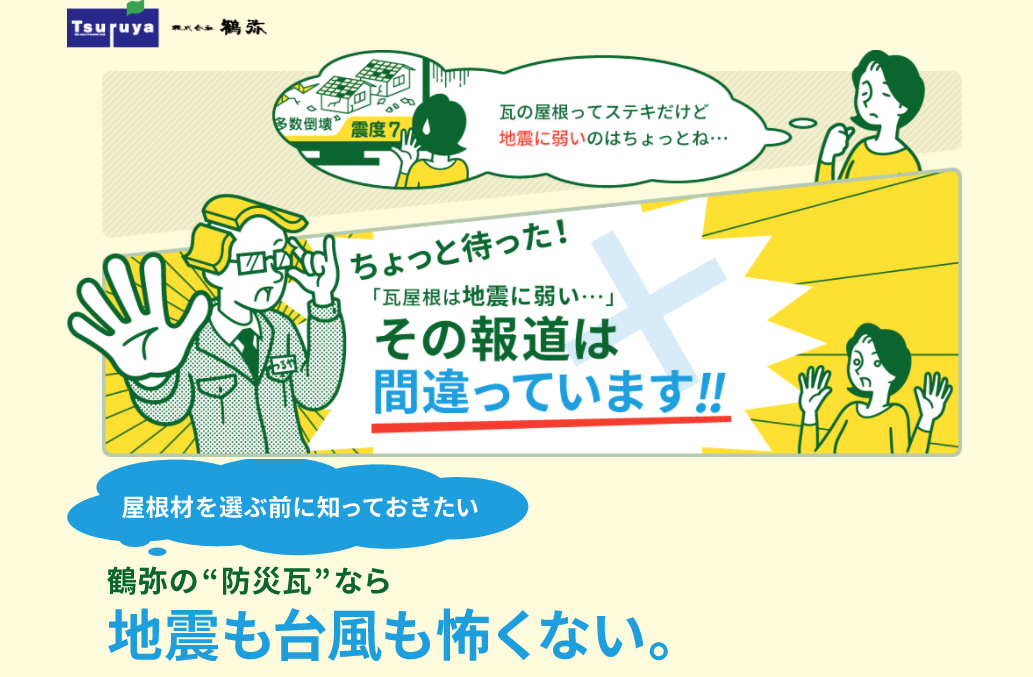 Tsuruya 株式会社 鶴弥
多数倒壊
震度7
瓦の屋根ってステキだけど
地震に弱いのはちょっとね…
ちょっと待った！
「瓦屋根は地震に弱い…」
その報道は
間違っています!!
つるや
屋根材を選ぶ前に知っておきたい
鶴弥の“防災瓦”なら
地震も台風も怖くない。